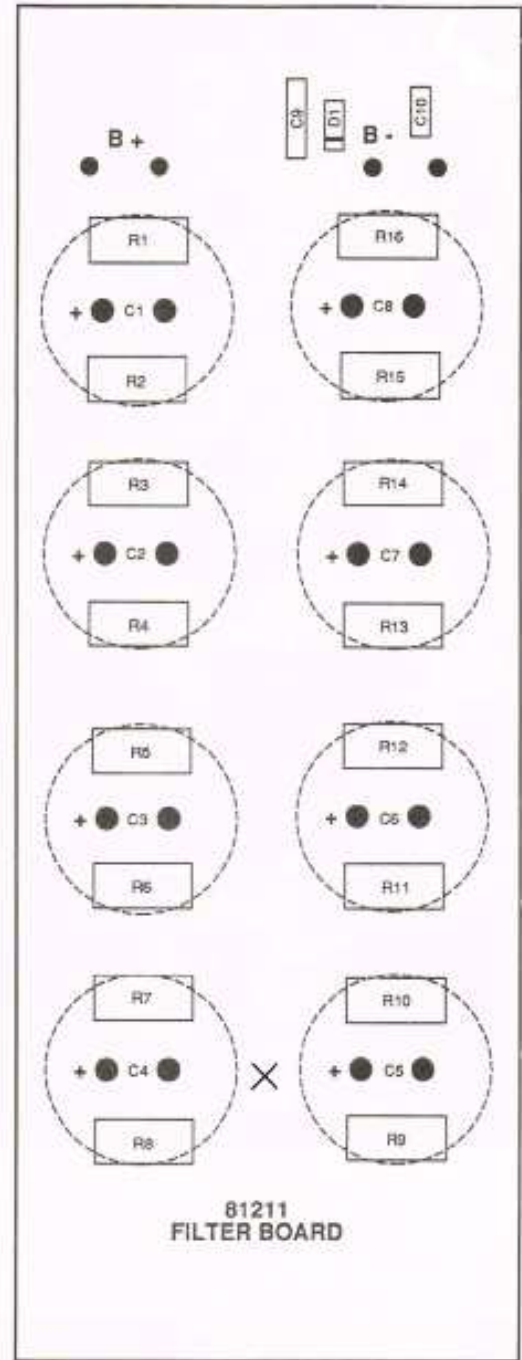 C9 D1 C10
B + B -
R1 R16
+ C1 + C8
R2 R15
R3 R14
+ C2 + C7
R4 R13
R5 R12
+ C3 + C6
R6 R11
R7 R10
+ C4 + C5
R8 R9
81211
FILTER BOARD